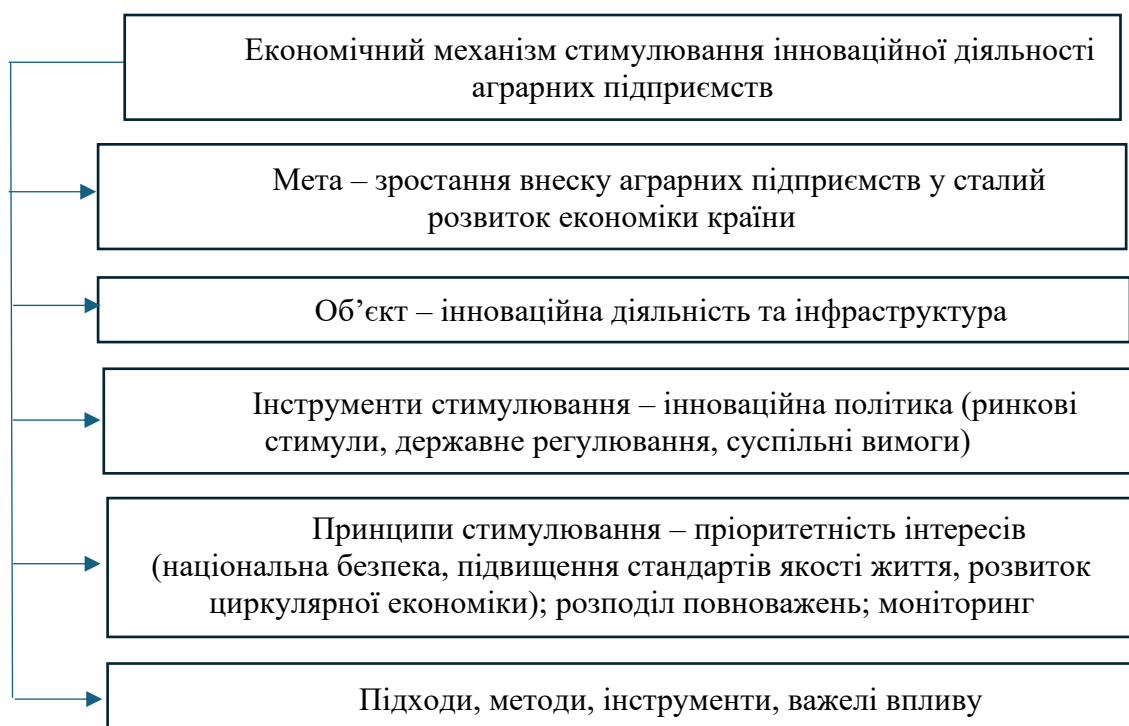 Економічний механізм стимулювання інноваційної діяльності
аграрних підприємств
Мета – зростання внеску аграрних підприємств у сталий
розвиток економіки країни
Об’єкт – інноваційна діяльність та інфраструктура
Інструменти стимулювання – інноваційна політика (ринкові
стимули, державне регулювання, суспільні вимоги)
Принципи стимулювання – пріоритетність інтересів
(національна безпека, підвищення стандартів якості життя, розвиток
циркулярної економіки); розподіл повноважень; моніторинг
Підходи, методи, інструменти, важелі впливу